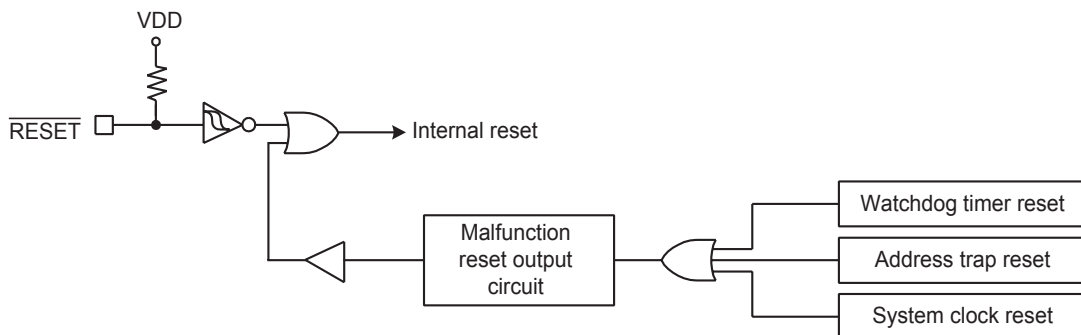 VDD
RESET
Internal reset
Malfunction
reset output
circuit
Watchdog timer reset
Address trap reset
System clock reset